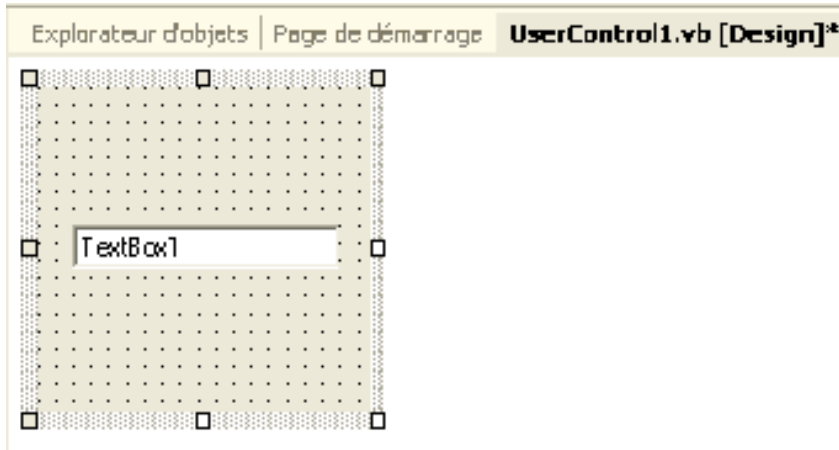 Explorateur d'objets | Page de démarrage UserControl1.vb [Design]*
TextBox1